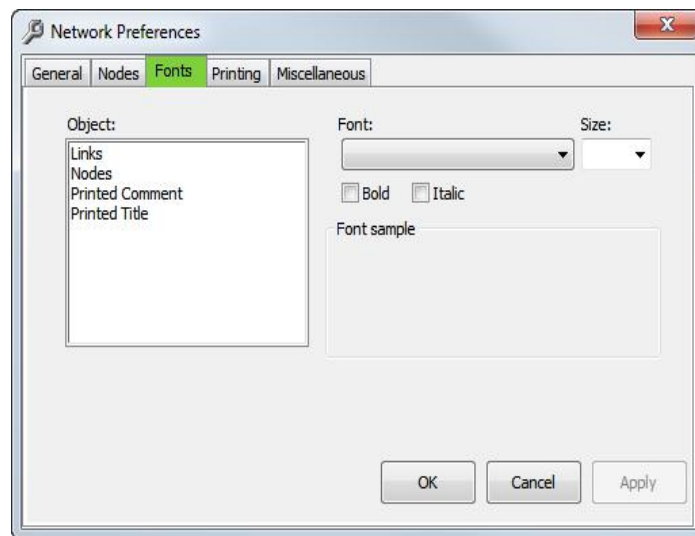 Network Preferences
General Nodes Fonts Printing Miscellaneous
Object: Font: Size:
Links
Nodes
Printed Comment
Printed Title
Bold Italic
Font sample
OK Cancel Apply